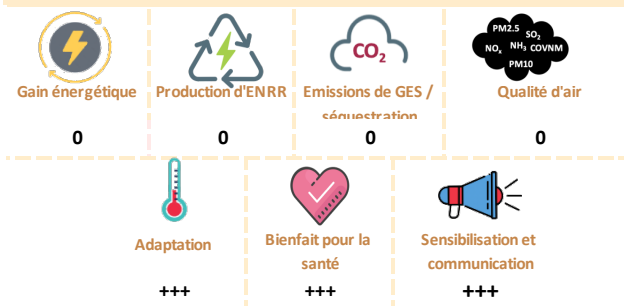 PM2.5
SO₂
NOₓ NH₃ COVNM
PM10
CO₂
Gain énergétique
Production d'ENRR
Emissions de GES /
séquestration
Qualité d'air
0
0
0
0
Adaptation
Bienfait pour la
santé
Sensibilisation et
communication
+++
+++
+++